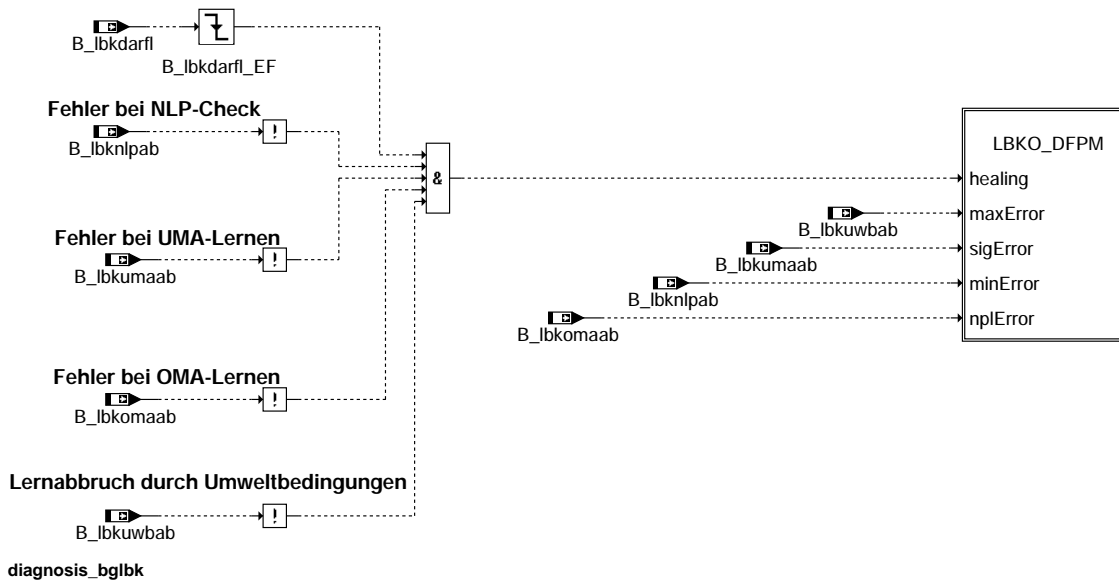 B_lbkdarfl
B_lbkdarfl_EF
Fehler bei NLP-Check
!
B_lbknlpab
LBKO_DFPM
&
healing
maxError
B_lbkuwbab
Fehler bei UMA-Lernen
!
B_lbkumaab
sigError
B_lbkumaab
minError
B_lbknlpab
nplError
B_lbkomaab
Fehler bei OMA-Lernen
!
B_lbkomaab
Lernabbruch durch Umweltbedingungen
!
B_lbkuwbab
diagnosis_bglbk